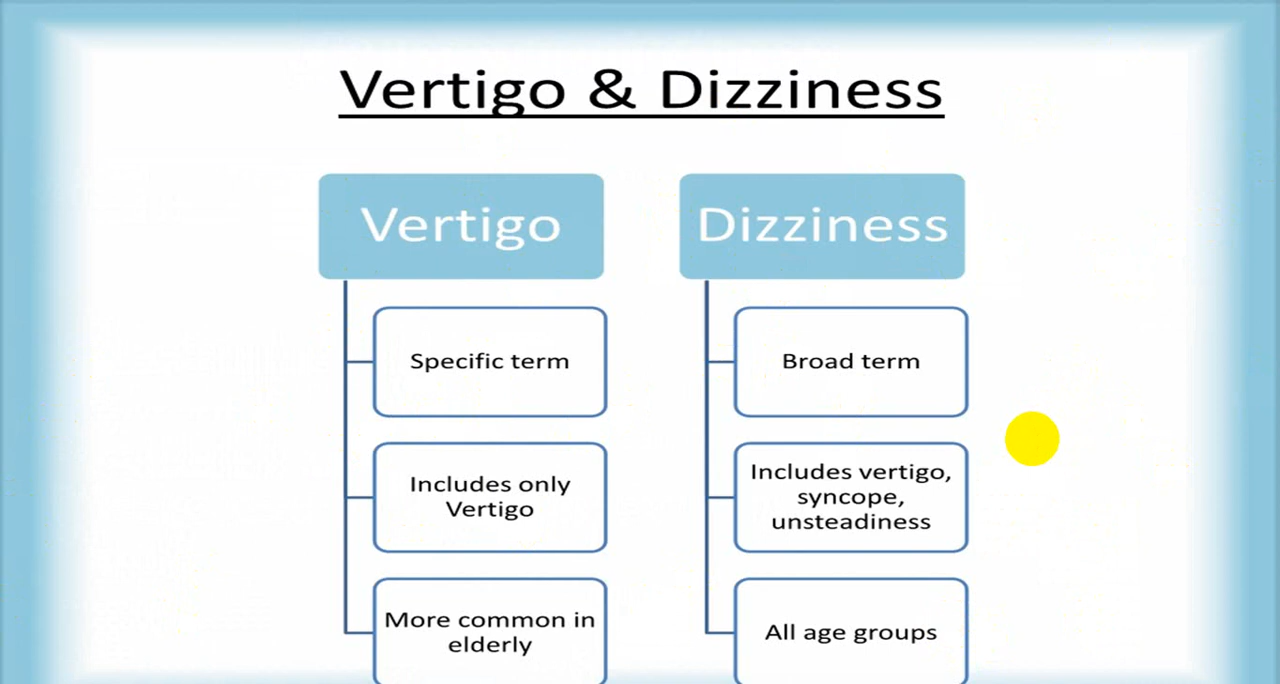 Vertigo & Dizziness
Vertigo
Specific term
Includes only
Vertigo
More common in
elderly
Dizziness
Broad term
Includes vertigo,
syncope,
unsteadiness
All age groups